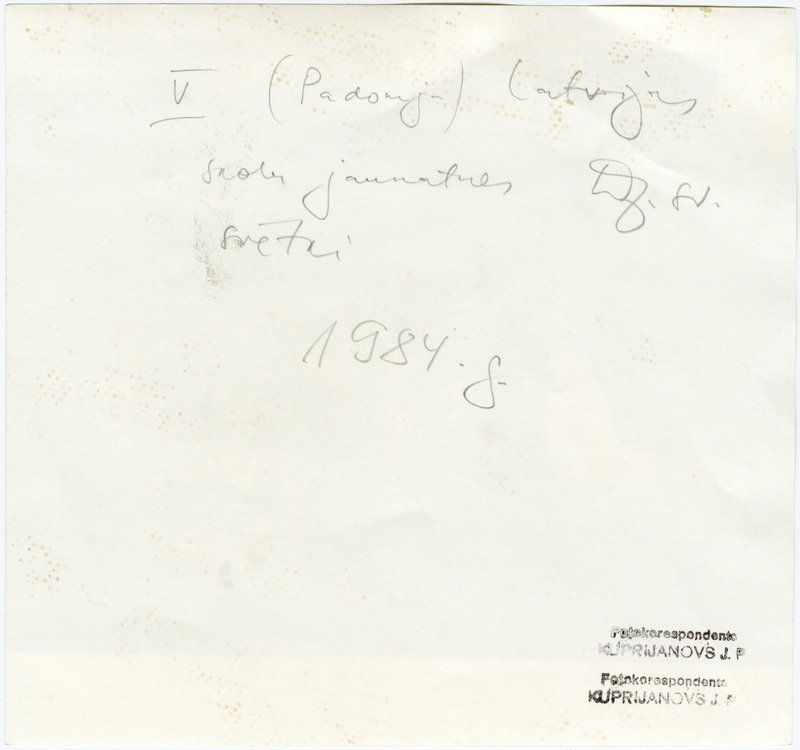 V (Padomju) Latvijas
skolu jaunatnes Dz. sv.
svētki
1984. g.
Fotokorespondents
KUPRIJANOVS J. P
Fotokorespondents
KUPRIJANOVS J. P